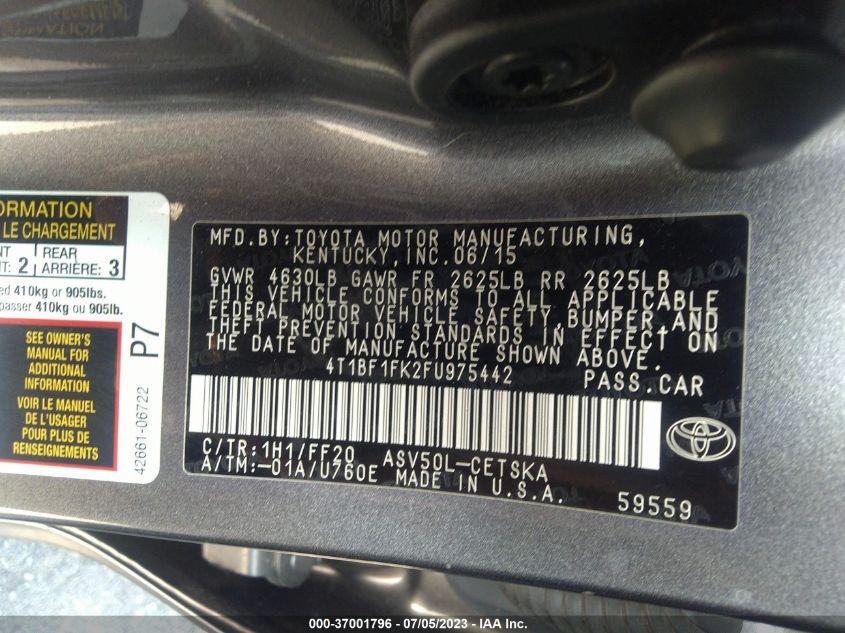 ORMATION
LE CHARGEMENT
NT REAR
T: 2 ARRIÈRE: 3
ed 410kg or 905lbs.
passer 410kg ou 905lb.
SEE OWNER'S
MANUAL FOR
ADDITIONAL
INFORMATION
VOIR LE MANUEL
DE L'USAGER
POUR PLUS DE
RENSEIGNEMENTS
P7
42661-06722
MFD.BY:TOYOTA MOTOR MANUFACTURING,
KENTUCKY,INC.06/15
GVWR 4630LB GAWR FR 2625LB RR 2625LB
THIS VEHICLE CONFORMS TO ALL APPLICABLE
FEDERAL MOTOR VEHICLE SAFETY,BUMPER,AND
THEFT PREVENTION STANDARDS IN EFFECT ON
THE DATE OF MANUFACTURE SHOWN ABOVE.
4T1BF1FK2FU975442 PASS.CAR
C/TR:1H1/FF20 ASV50L-CETSKA
A/TM:-01A/U760E MADE IN U.S.A.
59559
000-37001796 - 07/05/2023 - IAA Inc.